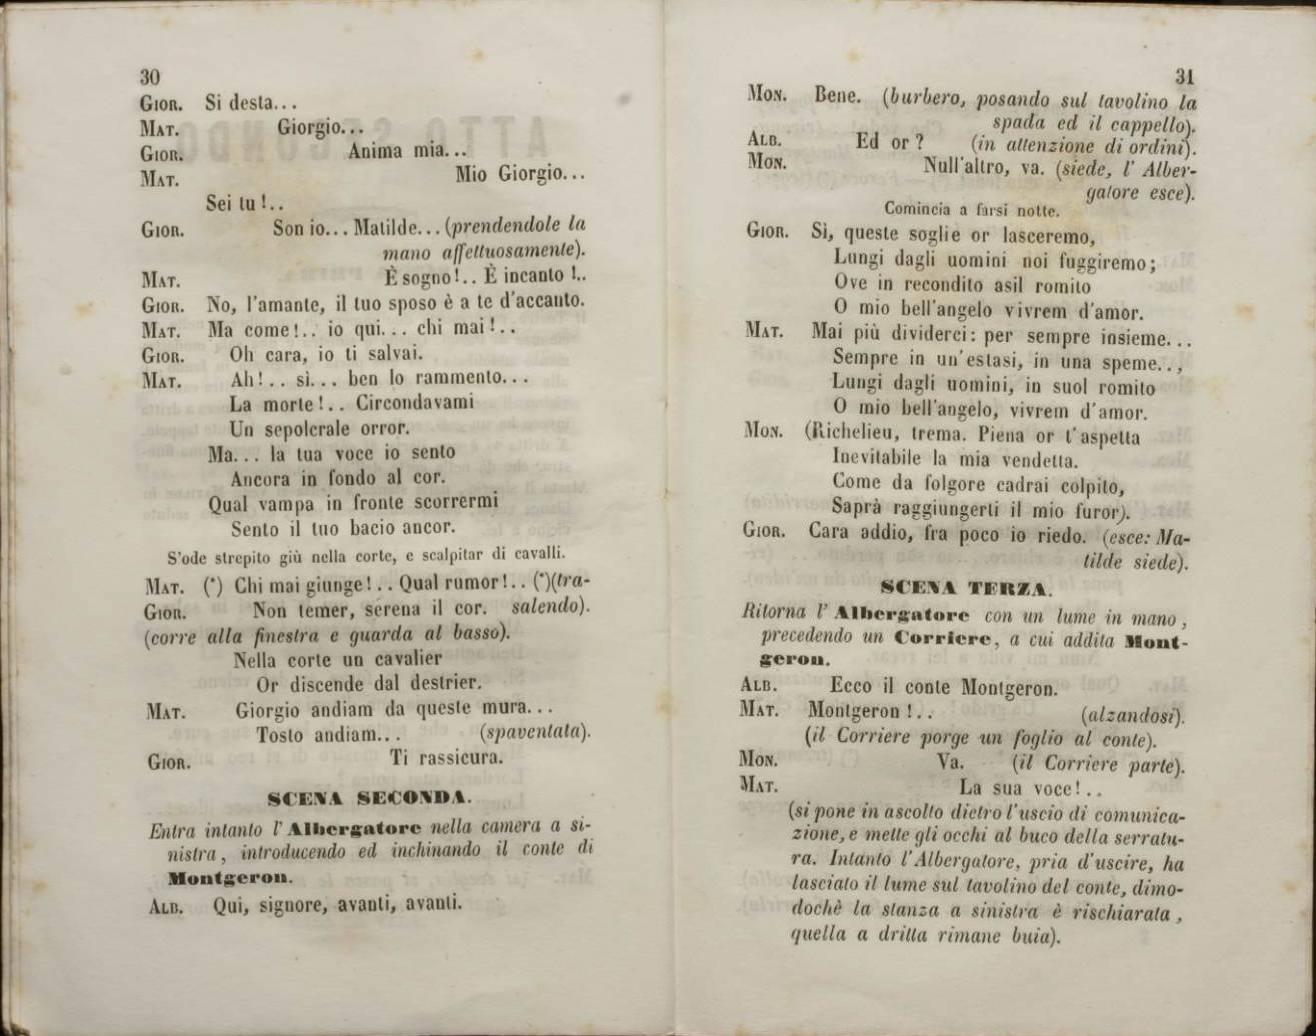 30
GIOR. Si desta...
MAT. Giorgio...
GIOR. Anima mia...
MAT. Mio Giorgio...
Sei tu!..
GIOR. Son io... Matilde... (prendendole la
mano affettuosamente).
MAT. È sogno!.. È incanto!..
GIOR. No, l'amante, il tuo sposo è a te d'accanto.
MAT. Ma come!.. io qui... chi mai!..
GIOR. Oh cara, io ti salvai.
MAT. Ah!.. sì... ben lo rammento...
La morte!.. Circondavami
Un sepolcrale orror.
Ma... la tua voce io sento
Ancora in fondo al cor.
Qual vampa in fronte scorrermi
Sento il tuo bacio ancor.
S'ode strepito giù nella corte, e scalpitar di cavalli.
MAT. (*) Chi mai giunge!.. Qual rumor!.. (*)(tra-
GIOR. Non temer, serena il cor. salendo).
(corre alla finestra e guarda al basso).
Nella corte un cavalier
Or discende dal destrier.
MAT. Giorgio andiam da queste mura...
Tosto andiam... (spaventata).
GIOR. Ti rassicura.
SCENA SECONDA.
Entra intanto l'Albergatore nella camera a si-
nistra, introducendo ed inchinando il conte di
Montgeron.
ALB. Qui, signore, avanti, avanti.
31
MON. Bene. (burbero, posando sul tavolino la
spada ed il cappello).
ALB. Ed or? (in attenzione di ordini).
MON. Null'altro, va. (siede, l'Alber-
gatore esce).
Comincia a farsi notte.
GIOR. Sì, queste soglie or lasceremo,
Lungi dagli uomini noi fuggiremo;
Ove in recondito asil romito
O mio bell'angelo vivrem d'amor.
MAT. Mai più dividerci: per sempre insieme...
Sempre in un'estasi, in una speme..,
Lungi dagli uomini, in suol romito
O mio bell'angelo, vivrem d'amor.
MON. (Richelieu, trema. Piena or t'aspetta
Inevitabile la mia vendetta.
Come da folgore cadrai colpito,
Saprà raggiungerti il mio furor).
GIOR. Cara addio, fra poco io riedo. (esce: Ma-
tilde siede).
SCENA TERZA.
Ritorna l'Albergatore con un lume in mano,
precedendo un Corriere, a cui addita Mont-
geron.
ALB. Ecco il conte Montgeron.
MAT. Montgeron!.. (alzandosi).
(il Corriere porge un foglio al conte).
MON. Va. (il Corriere parte).
MAT. La sua voce!..
(si pone in ascolto dietro l'uscio di comunica-
zione, e mette gli occhi al buco della serratu-
ra. Intanto l'Albergatore, pria d'uscire, ha
lasciato il lume sul tavolino del conte, dimo-
dochè la stanza a sinistra è rischiarata,
quella a dritta rimane buia).